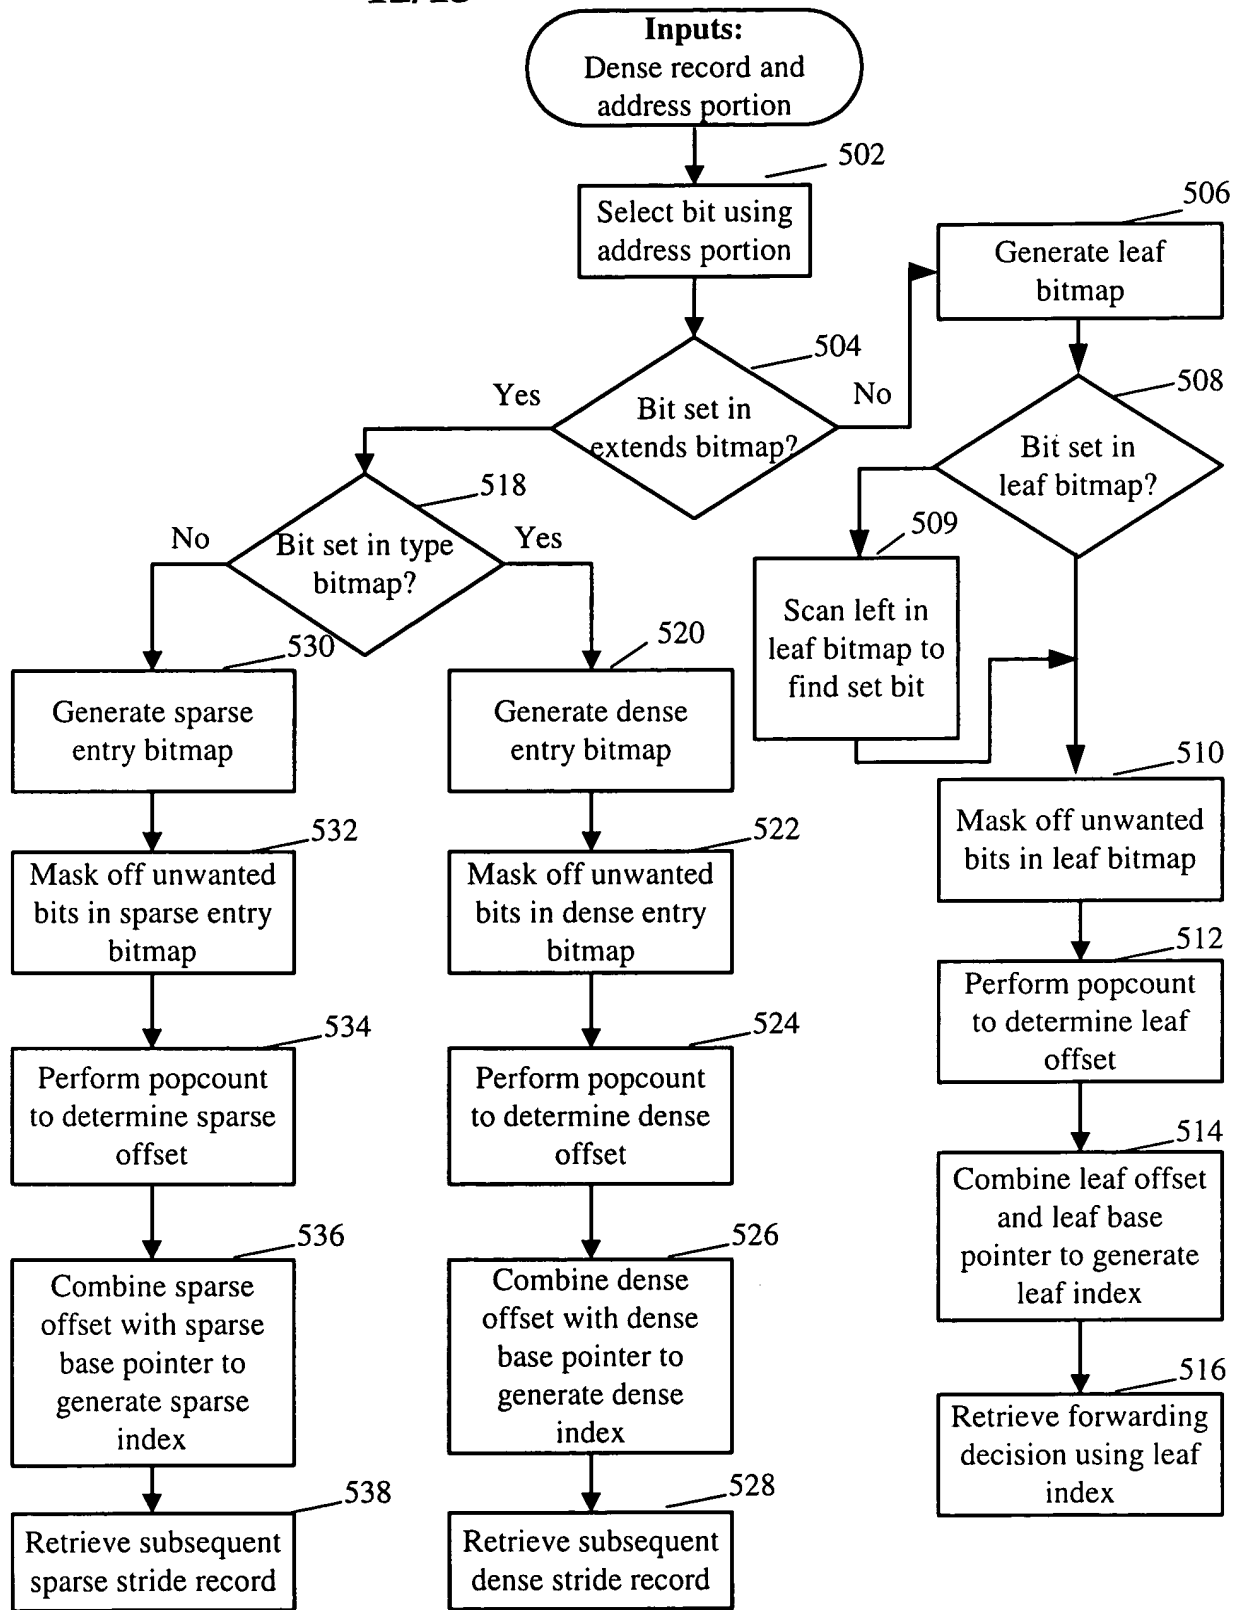 Inputs:
Dense record and
address portion
502
Select bit using
address portion
506
Generate leaf
bitmap
504
Yes
No
Bit set in
extends bitmap?
508
Bit set in
leaf bitmap?
518
No
Yes
Bit set in type
bitmap?
509
Scan left in
leaf bitmap to
find set bit
530
Generate sparse
entry bitmap
520
Generate dense
entry bitmap
510
Mask off unwanted
bits in leaf bitmap
532
Mask off unwanted
bits in sparse entry
bitmap
522
Mask off unwanted
bits in dense entry
bitmap
512
Perform popcount
to determine leaf
offset
534
Perform popcount
to determine sparse
offset
524
Perform popcount
to determine dense
offset
514
Combine leaf offset
and leaf base
pointer to generate
leaf index
536
Combine sparse
offset with sparse
base pointer to
generate sparse
index
526
Combine dense
offset with dense
base pointer to
generate dense
index
516
Retrieve forwarding
decision using leaf
index
538
Retrieve subsequent
sparse stride record
528
Retrieve subsequent
dense stride record